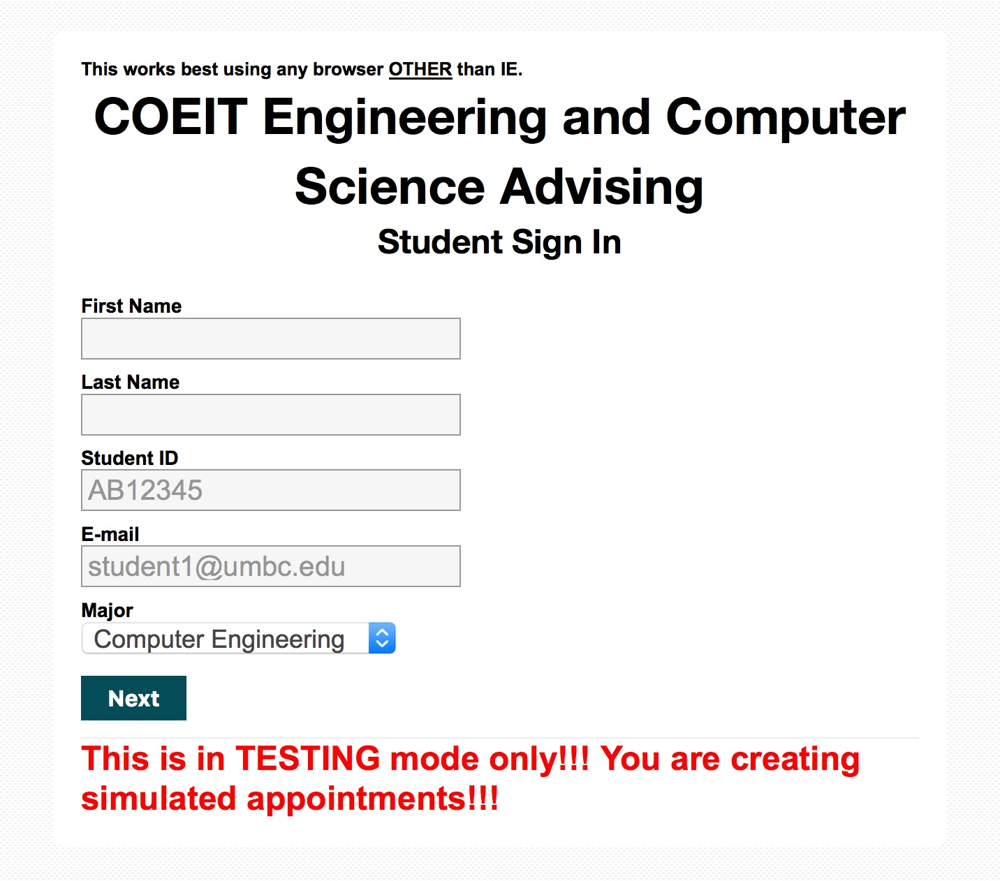 This works best using any browser OTHER than IE.
COEIT Engineering and Computer
Science Advising
Student Sign In
First Name
Last Name
Student ID
AB12345
E-mail
student1@umbc.edu
Major
Computer Engineering
Next
This is in TESTING mode only!!! You are creating
simulated appointments!!!